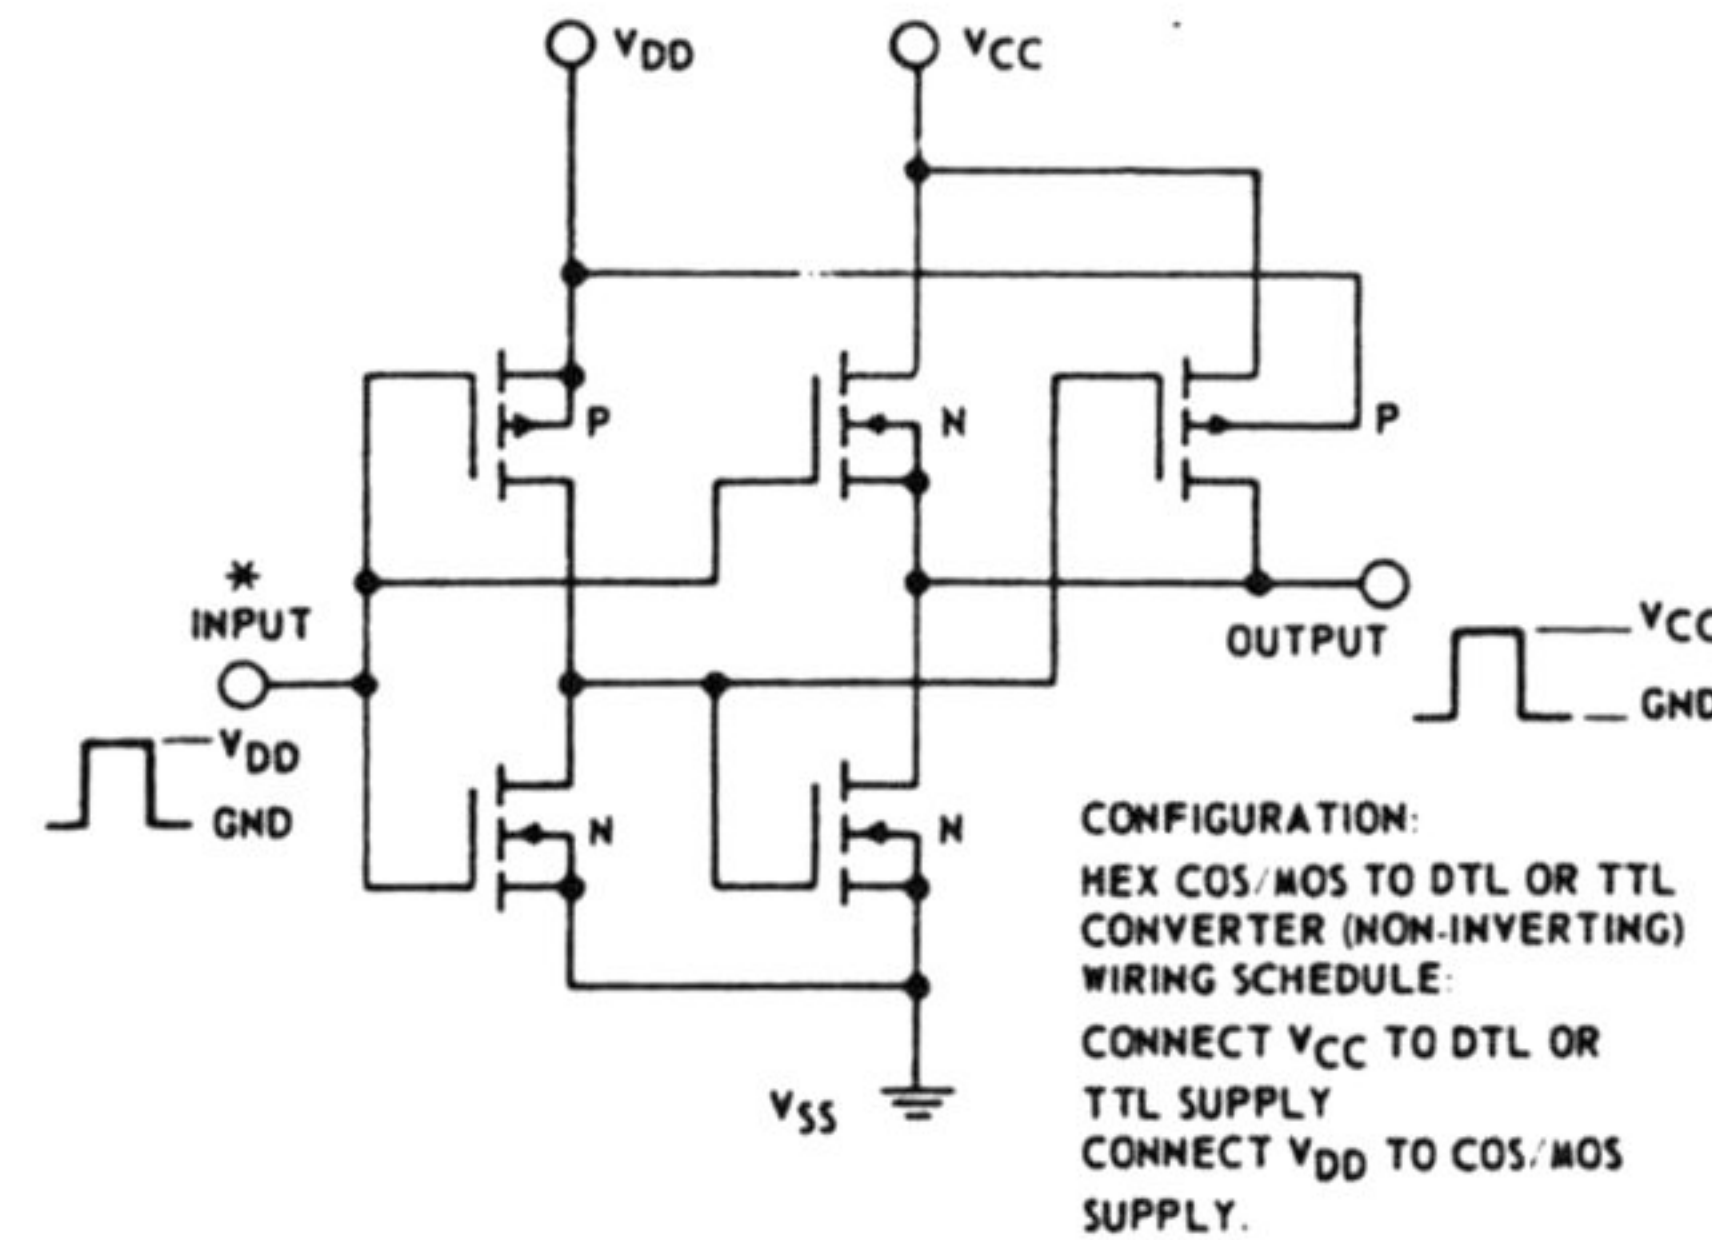 VDD
VCC
P
N
P
*
INPUT
OUTPUT
VCC
GND
VDD
GND
N
N
CONFIGURATION:
HEX COS/MOS TO DTL OR TTL
CONVERTER (NON-INVERTING)
WIRING SCHEDULE:
CONNECT VCC TO DTL OR
TTL SUPPLY
CONNECT VDD TO COS/MOS
SUPPLY.
VSS